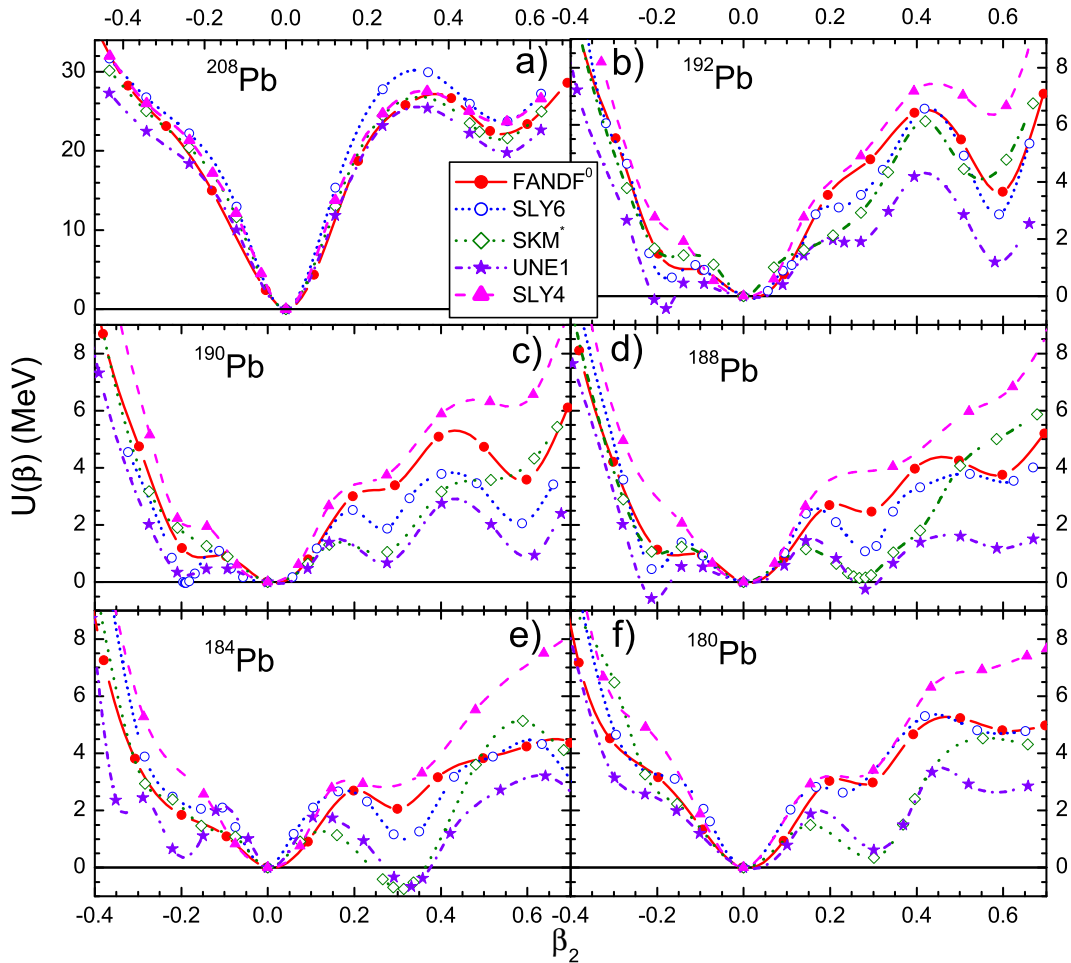 -0.4 -0.2 0.0 0.2 0.4 0.6 -0.4 -0.2 0.0 0.2 0.4 0.6
a) ²⁰⁸Pb
30
20
10
0
b) ¹⁹²Pb
8
6
4
2
0
FANDF⁰
SLY6
SKM*
UNE1
SLY4
c) ¹⁹⁰Pb
8
6
4
2
0
d) ¹⁸⁸Pb
8
6
4
2
0
U(β) (MeV)
e) ¹⁸⁴Pb
8
6
4
2
0
f) ¹⁸⁰Pb
8
6
4
2
0
-0.4 -0.2 0.0 0.2 0.4 0.6 -0.4 -0.2 0.0 0.2 0.4 0.6
β₂